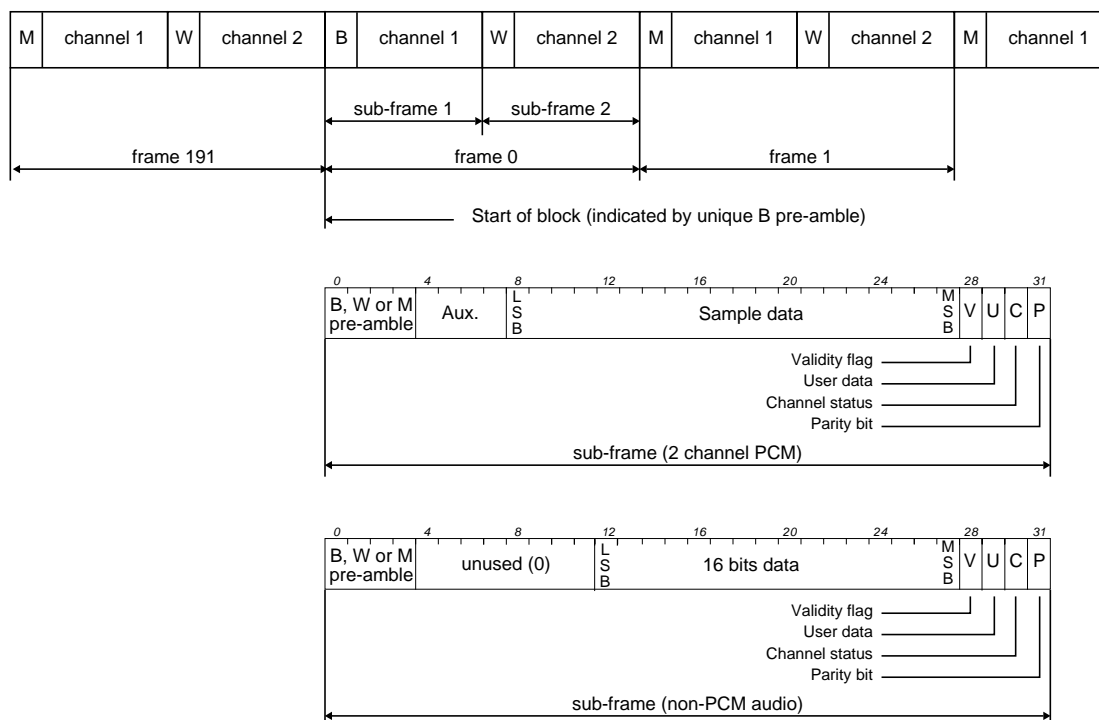 M channel 1 W channel 2 B channel 1 W channel 2 M channel 1 W channel 2 M channel 1
sub-frame 1 sub-frame 2
frame 191 frame 0 frame 1
Start of block (indicated by unique B pre-amble)
0 4 8 12 16 20 24 28 31
B, W or M pre-amble Aux. LSB Sample data MSB V U C P
Validity flag
User data
Channel status
Parity bit
sub-frame (2 channel PCM)
0 4 8 12 16 20 24 28 31
B, W or M pre-amble unused (0) LSB 16 bits data MSB V U C P
Validity flag
User data
Channel status
Parity bit
sub-frame (non-PCM audio)